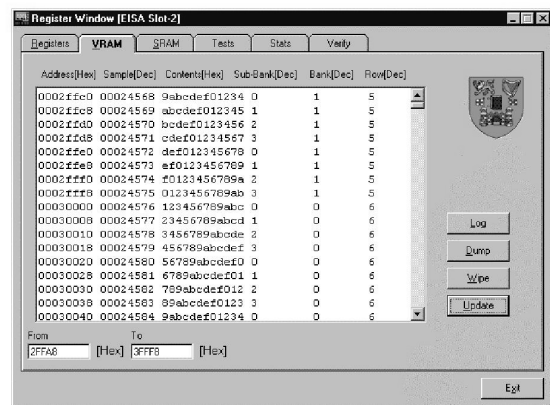 Register Window [EISA Slot-2]
Registers VRAM SRAM Tests Stats Verify
Address[Hex] Sample[Dec] Contents[Hex] Sub-Bank[Dec] Bank[Dec] Row[Dec]
0002ffc0 00024568 9abcdef01234 0 1 5
0002ffc8 00024569 abcdef012345 1 1 5
0002ffd0 00024570 bcdef0123456 2 1 5
0002ffd8 00024571 cdef01234567 3 1 5
0002ffe0 00024572 def012345678 0 1 5
0002ffe8 00024573 ef0123456789 1 1 5
0002fff0 00024574 f0123456789a 2 1 5
0002fff8 00024575 0123456789ab 3 1 5
00030000 00024576 123456789abc 0 0 6
00030008 00024577 23456789abcd 1 0 6
00030010 00024578 3456789abcde 2 0 6
00030018 00024579 456789abcdef 3 0 6
00030020 00024580 56789abcdef0 0 0 6
00030028 00024581 6789abcdef01 1 0 6
00030030 00024582 789abcdef012 2 0 6
00030038 00024583 89abcdef0123 3 0 6
00030040 00024584 9abcdef01234 0 0 6
Log
Dump
Wipe
Update
From To
2FFA8 [Hex] 3FFF8 [Hex]
Exit